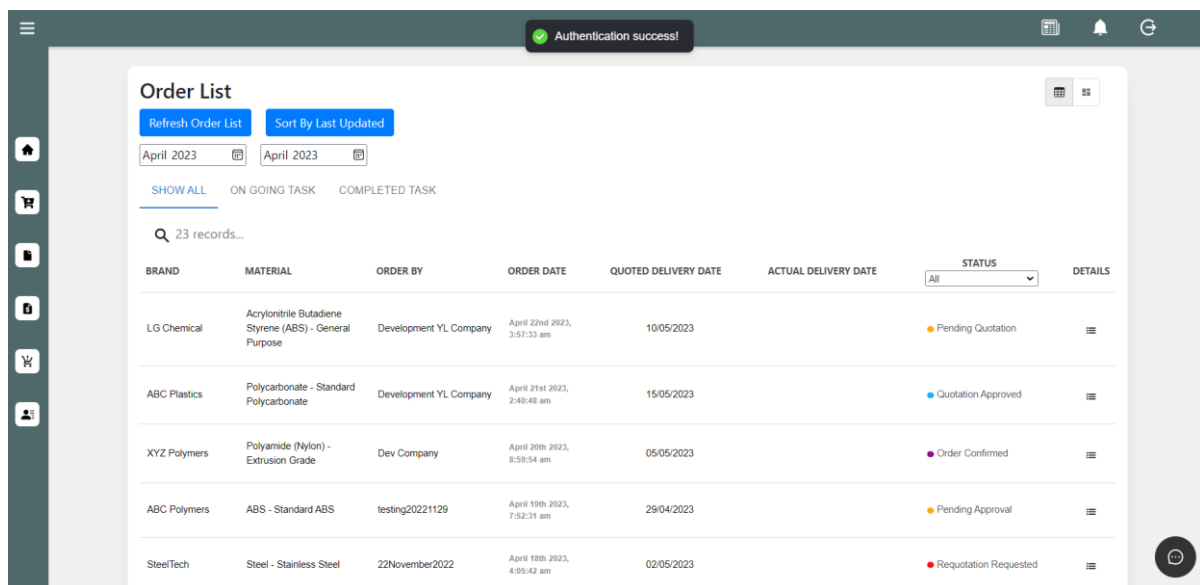 Authentication success!
Order List
Refresh Order List
Sort By Last Updated
April 2023
April 2023
SHOW ALL
ON GOING TASK
COMPLETED TASK
23 records...
BRAND
MATERIAL
ORDER BY
ORDER DATE
QUOTED DELIVERY DATE
ACTUAL DELIVERY DATE
STATUS
All
DETAILS
LG Chemical
Acrylonitrile Butadiene
Styrene (ABS) - General
Purpose
Development YL Company
April 22nd 2023,
3:57:33 am
10/05/2023
Pending Quotation
ABC Plastics
Polycarbonate - Standard
Polycarbonate
Development YL Company
April 21st 2023,
2:40:48 am
15/05/2023
Quotation Approved
XYZ Polymers
Polyamide (Nylon) -
Extrusion Grade
Dev Company
April 20th 2023,
8:59:54 am
05/05/2023
Order Confirmed
ABC Polymers
ABS - Standard ABS
testing20221129
April 19th 2023,
7:52:31 am
29/04/2023
Pending Approval
SteelTech
Steel - Stainless Steel
22November2022
April 18th 2023,
4:05:42 am
02/05/2023
Requotation Requested